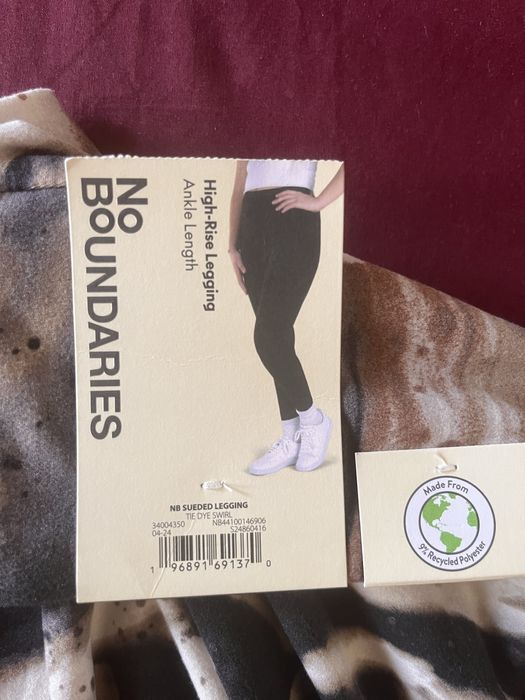 NO
BOUNDARIES
High-Rise Legging
Ankle Length
NB SUEDED LEGGING
TIE DYE SWIRL
34004350 NB44100146906
04-24 S24860416
1 96891 69137 0
Made From
9% Recycled Polyester